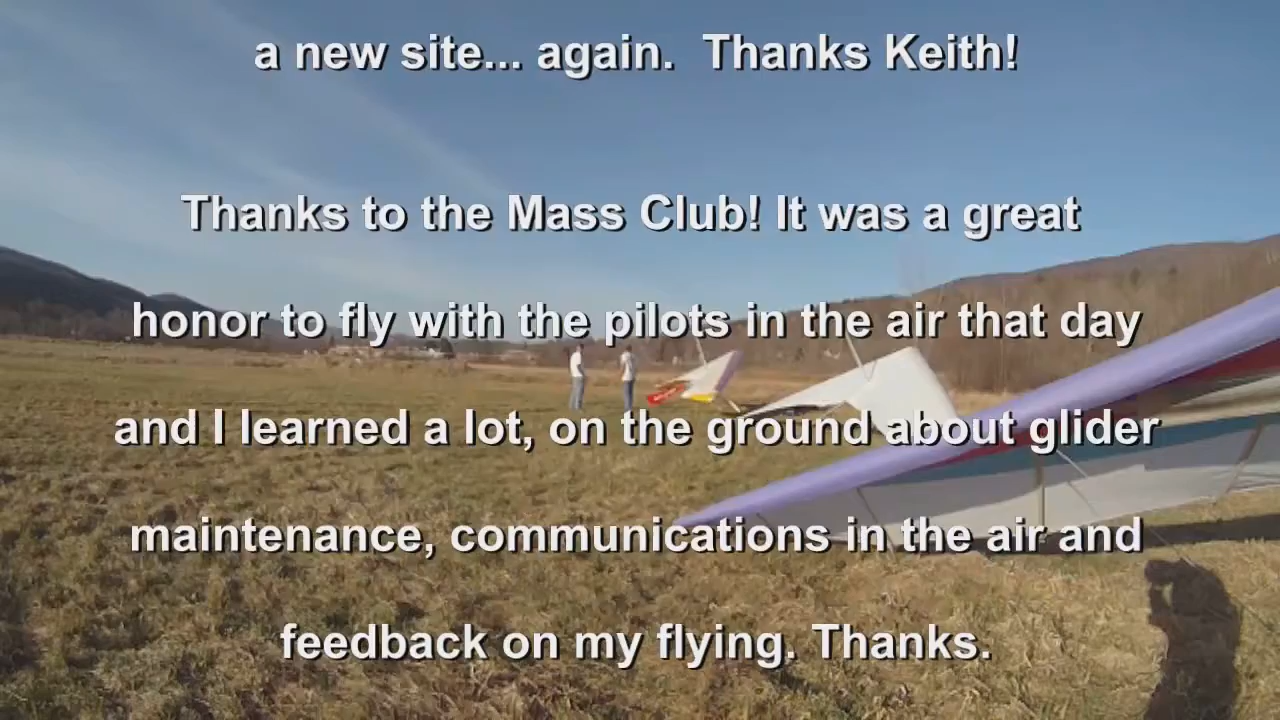 a new site... again.  Thanks Keith!
Thanks to the Mass Club! It was a great
honor to fly with the pilots in the air that day
and I learned a lot, on the ground about glider
maintenance, communications in the air and
feedback on my flying. Thanks.